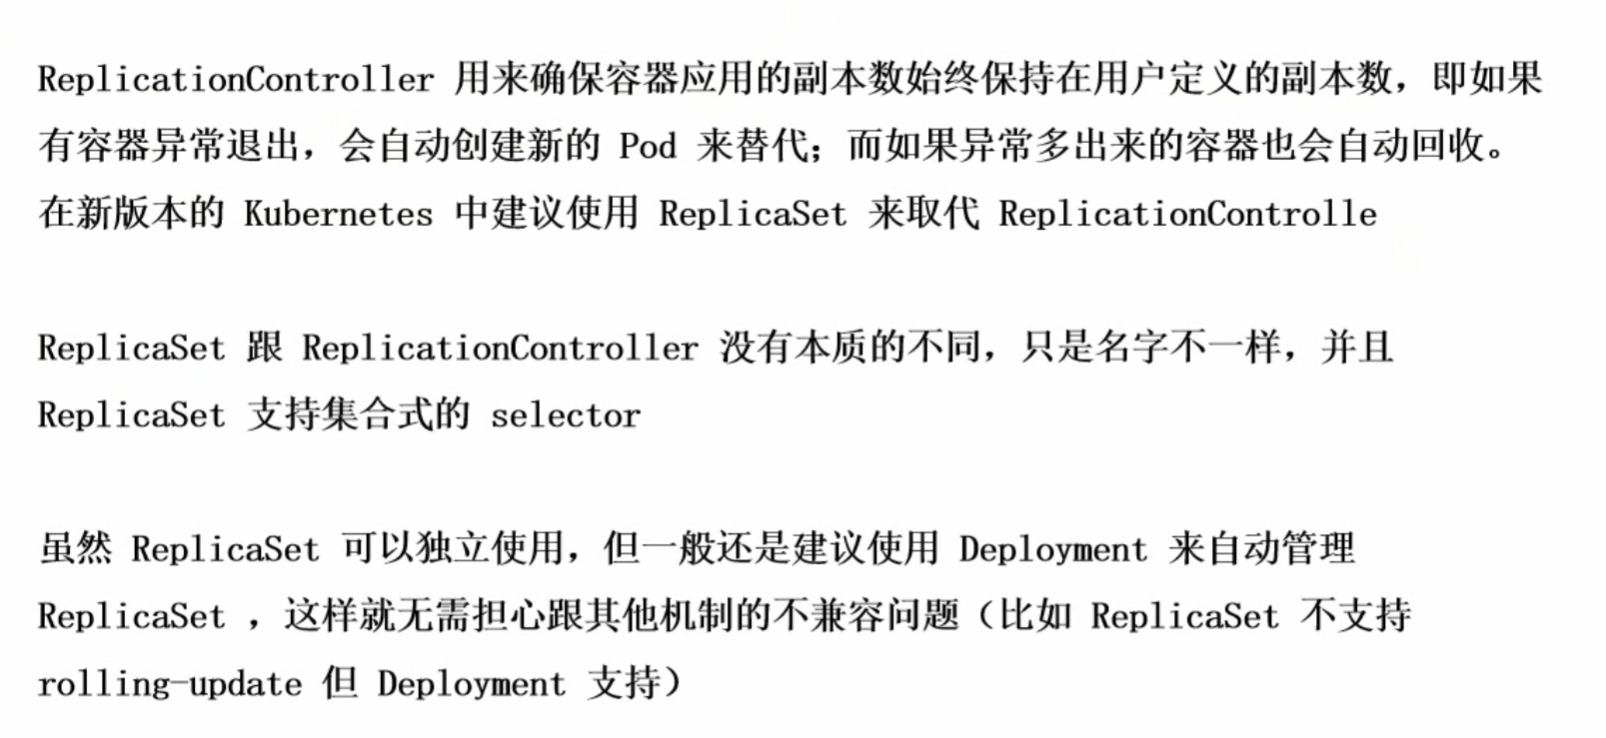 ReplicationController 用来确保容器应用的副本数始终保持在用户定义的副本数，即如果
有容器异常退出，会自动创建新的 Pod 来替代；而如果异常多出来的容器也会自动回收。
在新版本的 Kubernetes 中建议使用 ReplicaSet 来取代 ReplicationControlle
ReplicaSet 跟 ReplicationController 没有本质的不同，只是名字不一样，并且
ReplicaSet 支持集合式的 selector
虽然 ReplicaSet 可以独立使用，但一般还是建议使用 Deployment 来自动管理
ReplicaSet ，这样就无需担心跟其他机制的不兼容问题（比如 ReplicaSet 不支持
rolling-update 但 Deployment 支持）